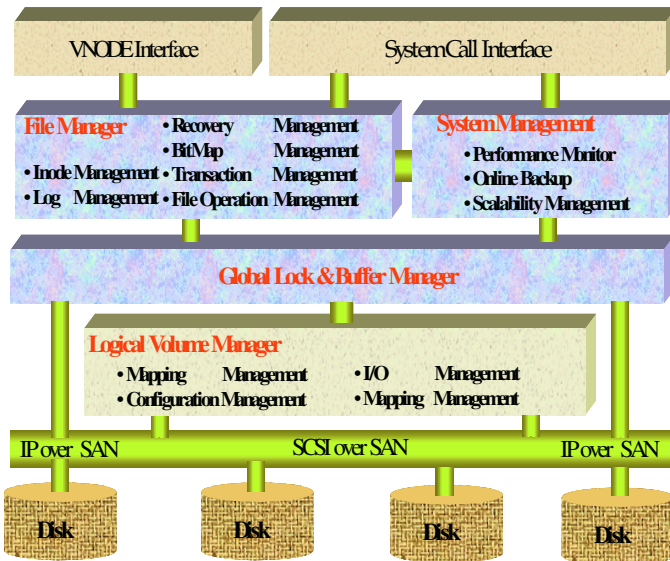 VNODE Interface
System Call Interface
File Manager
• Inode Management
• Log Management
• Recovery Management
• BitMap Management
• Transaction Management
• File Operation Management
System Management
• Performance Monitor
• Online Backup
• Scalability Management
Global Lock & Buffer Manager
Logical Volume Manager
• Mapping Management
• Configuration Management
• I/O Management
• Mapping Management
IP over SAN
SCSI over SAN
IP over SAN
Disk
Disk
Disk
Disk